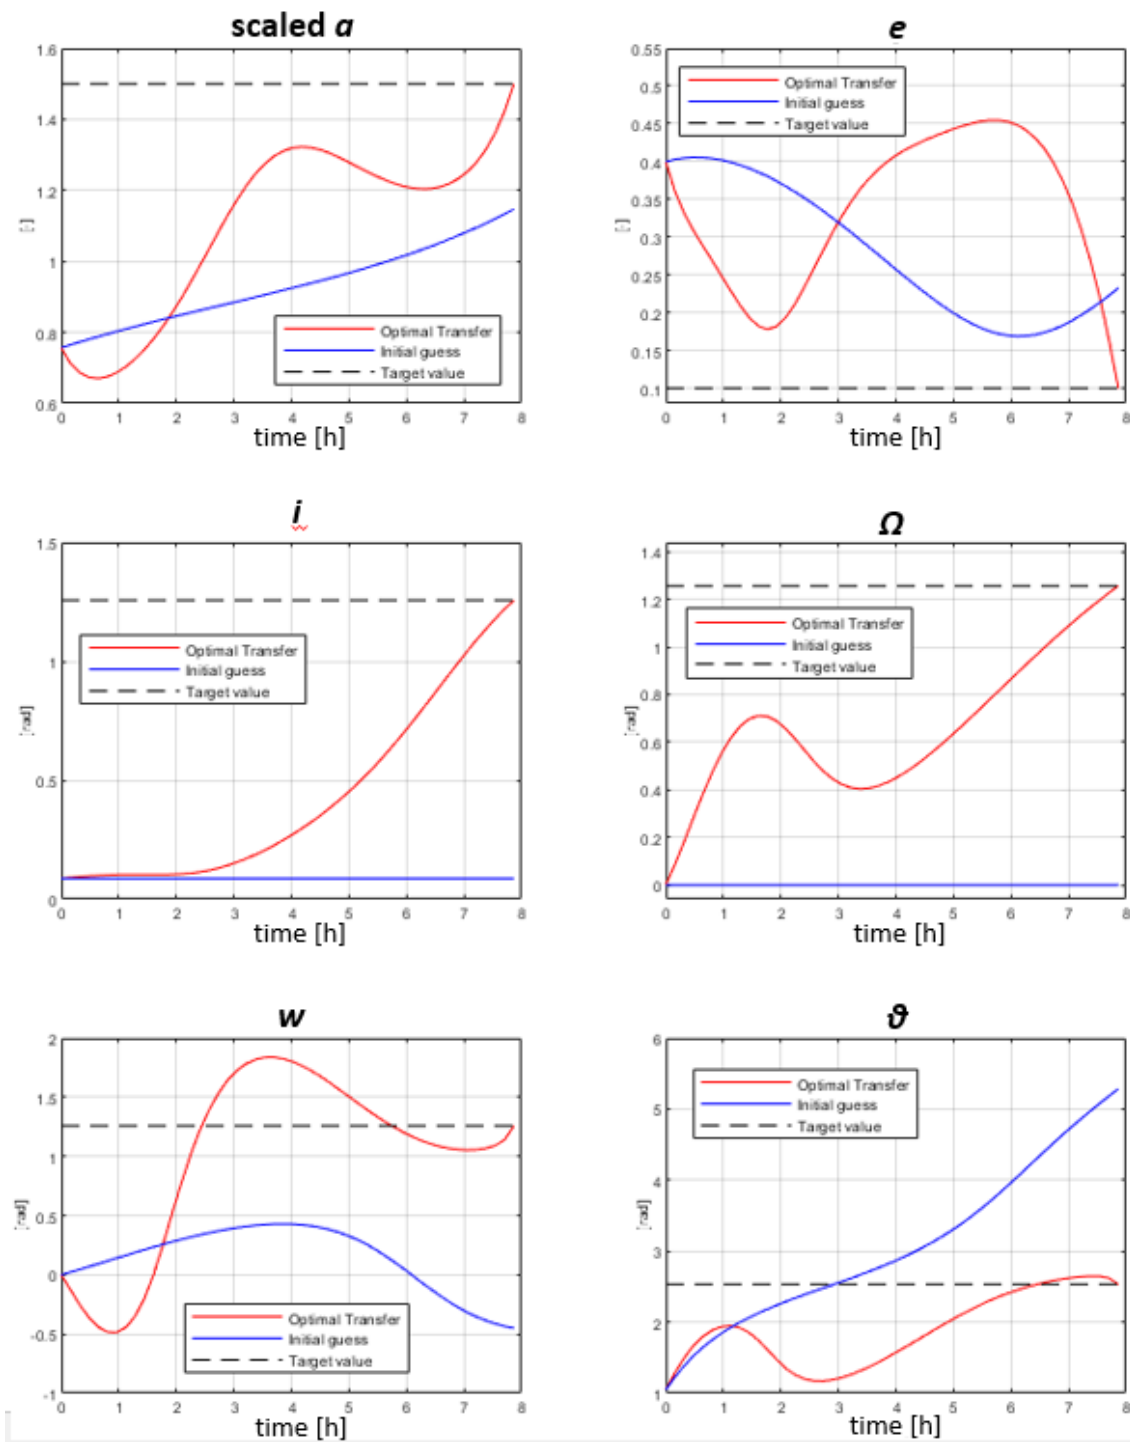 scaled a
1.6
1.4
1.2
1
0.8
0.6
[-]
Optimal Transfer
Initial guess
Target value
0 1 2 3 4 5 6 7 8
time [h]
e
0.55
0.5
0.45
0.4
0.35
0.3
0.25
0.2
0.15
0.1
[-]
Optimal Transfer
Initial guess
Target value
0 1 2 3 4 5 6 7 8
time [h]
i
1.5
1
0.5
0
[rad]
Optimal Transfer
Initial guess
Target value
0 1 2 3 4 5 6 7 8
time [h]
Ω
1.4
1.2
1
0.8
0.6
0.4
0.2
0
[rad]
Optimal Transfer
Initial guess
Target value
0 1 2 3 4 5 6 7 8
time [h]
w
2
1.5
1
0.5
0
-0.5
-1
[rad]
Optimal Transfer
Initial guess
Target value
0 1 2 3 4 5 6 7 8
time [h]
ϑ
6
5
4
3
2
1
[rad]
Optimal Transfer
Initial guess
Target value
0 1 2 3 4 5 6 7 8
time [h]